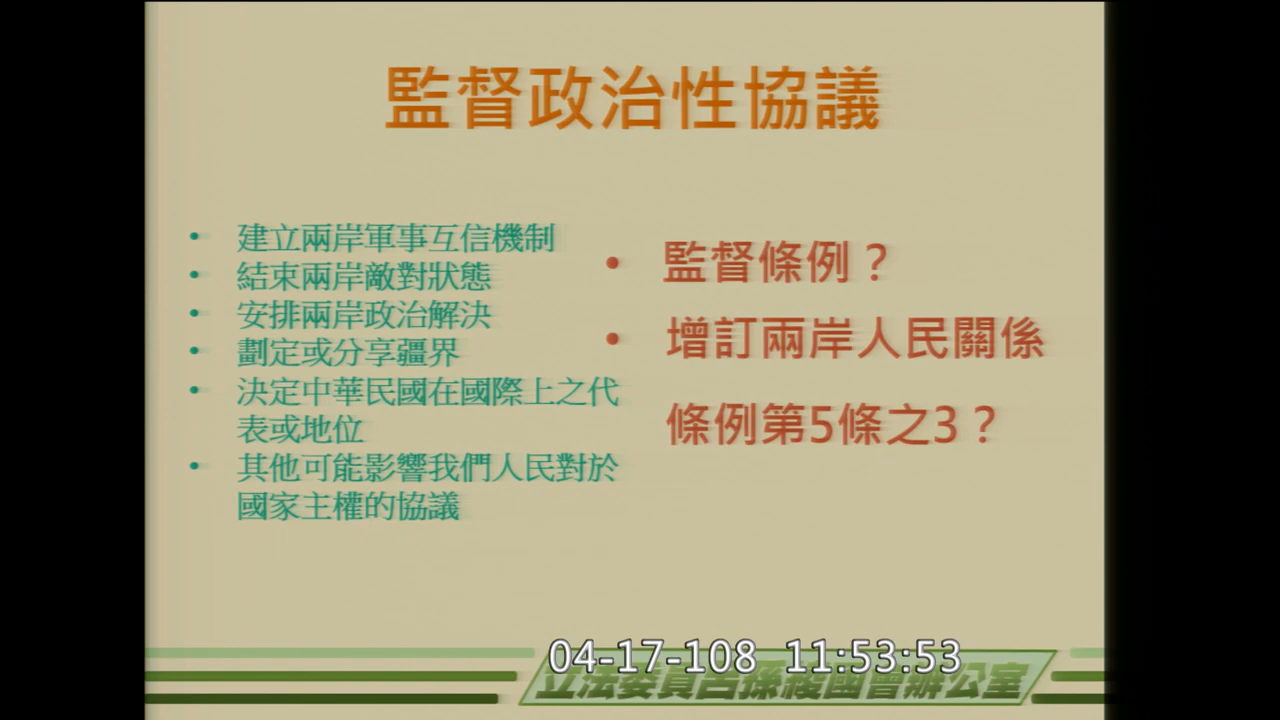 監督政治性協議
• 建立兩岸軍事互信機制
• 結束兩岸敵對狀態
• 安排兩岸政治解決
• 劃定或分享疆界
• 決定中華民國在國際上之代
表或地位
• 其他可能影響我們人民對於
國家主權的協議
• 監督條例？
• 增訂兩岸人民關係
條例第5條之3？
04-17-108 11:53:53
立法委員呂孫綾國會辦公室